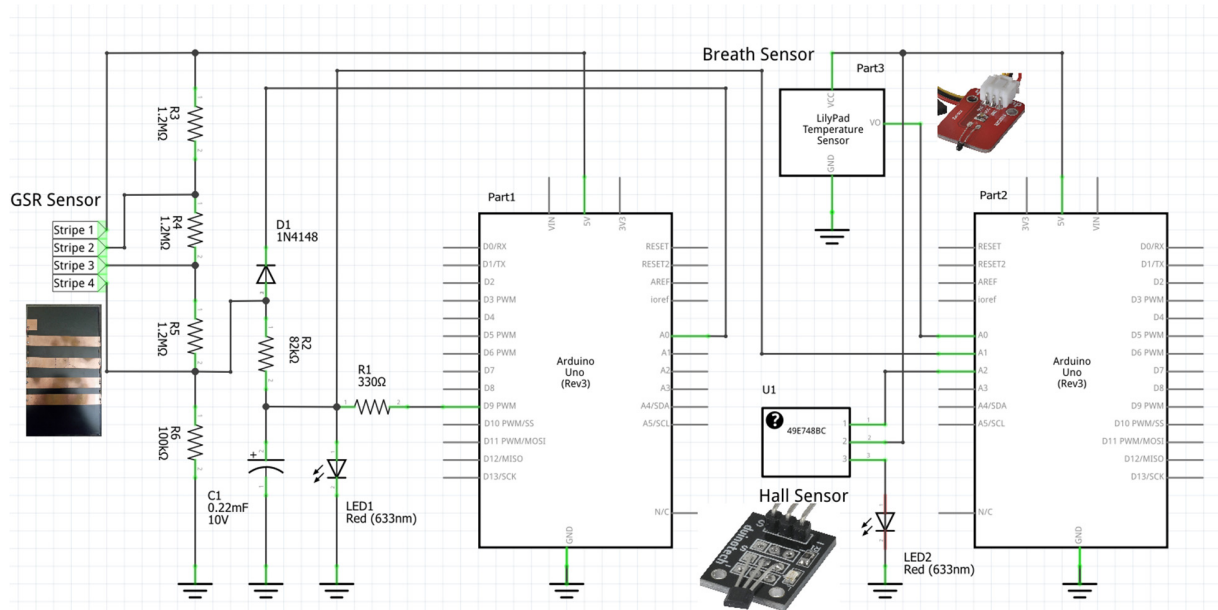 Breath Sensor
Part3
VCC
LilyPad
Temperature
Sensor
VO
GND
GSR Sensor
Stripe 1
Stripe 2
Stripe 3
Stripe 4
R3
1.2MΩ
R4
1.2MΩ
R5
1.2MΩ
R6
100kΩ
D1
1N4148
R2
82kΩ
R1
330Ω
C1
0.22mF
10V
+
LED1
Red (633nm)
Part1
VIN
5V
3V3
D0/RX
D1/TX
D2
D3 PWM
D4
D5 PWM
D6 PWM
D7
D8
D9 PWM
D10 PWM/SS
D11 PWM/MOSI
D12/MISO
D13/SCK
RESET
RESET2
AREF
ioref
A0
A1
A2
A3
A4/SDA
A5/SCL
N/C
GND
Arduino
Uno
(Rev3)
U1
?
49E748BC
1
2
3
1
2
3
Hall Sensor
LED2
Red (633nm)
Part2
3V3
5V
VIN
RESET
RESET2
AREF
ioref
A0
A1
A2
A3
A4/SDA
A5/SCL
N/C
D0/RX
D1/TX
D2
D3 PWM
D4
D5 PWM
D6 PWM
D7
D8
D9 PWM
D10 PWM/SS
D11 PWM/MOSI
D12/MISO
D13/SCK
GND
Arduino
Uno
(Rev3)